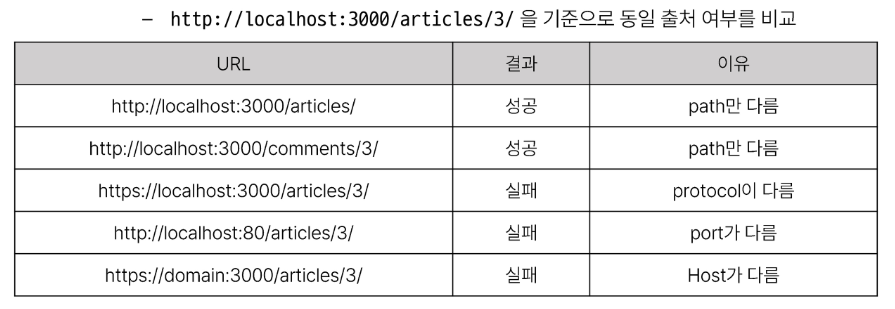 – http://localhost:3000/articles/3/ 을 기준으로 동일 출처 여부를 비교
URL 결과 이유
http://localhost:3000/articles/ 성공 path만 다름
http://localhost:3000/comments/3/ 성공 path만 다름
https://localhost:3000/articles/3/ 실패 protocol이 다름
http://localhost:80/articles/3/ 실패 port가 다름
https://domain:3000/articles/3/ 실패 Host가 다름